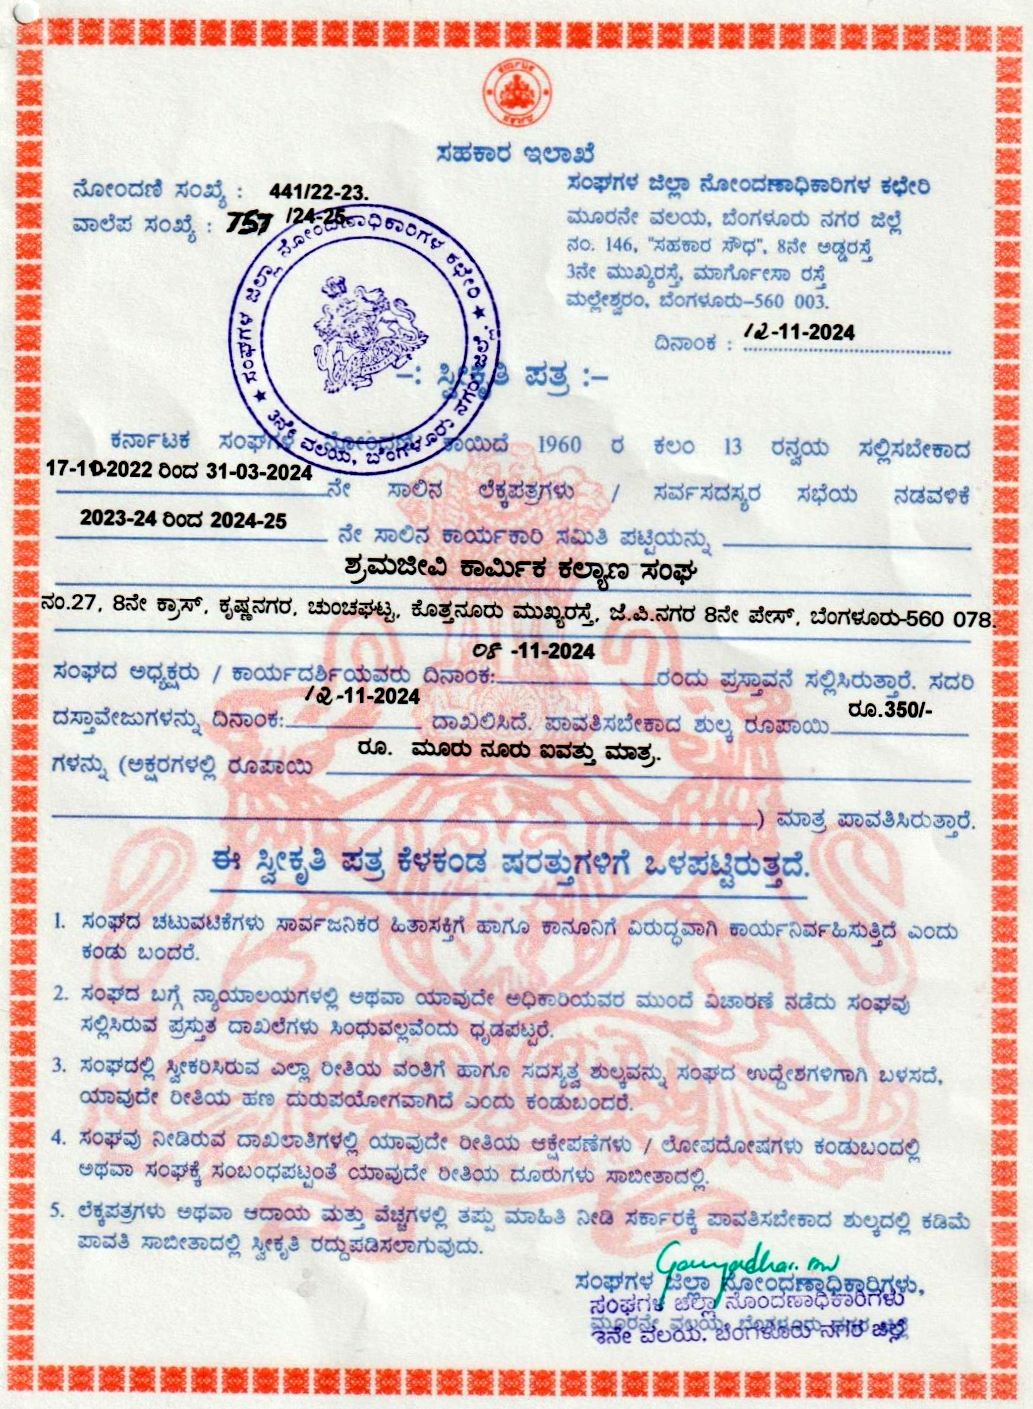 ಸಹಕಾರ ಇಲಾಖೆ
ನೋಂದಣಿ ಸಂಖ್ಯೆ : 441/22-23.
ವಾಲೆಪ ಸಂಖ್ಯೆ : 757 /24-25
ಸಂಘಗಳ ಜಿಲ್ಲಾ ನೋಂದಣಾಧಿಕಾರಿಗಳ ಕಛೇರಿ
ಮೂರನೇ ವಲಯ, ಬೆಂಗಳೂರು ನಗರ ಜಿಲ್ಲೆ
ನಂ. 146, "ಸಹಕಾರ ಸೌಧ", 8ನೇ ಅಡ್ಡರಸ್ತೆ
3ನೇ ಮುಖ್ಯರಸ್ತೆ, ಮಾರ್ಗೋಸಾ ರಸ್ತೆ
ಮಲ್ಲೇಶ್ವರಂ, ಬೆಂಗಳೂರು–560 003.
ದಿನಾಂಕ : 12-11-2024
ಸಂಘಗಳ ಜಿಲ್ಲಾ ನೋಂದಣಾಧಿಕಾರಿಗಳ ಕಛೇರಿ ★
★ 3ನೇ ವಲಯ, ಬೆಂಗಳೂರು ನಗರ ಜಿಲ್ಲೆ.
–: ಸ್ವೀಕೃತಿ ಪತ್ರ :–
ಕರ್ನಾಟಕ ಸಂಘಗಳ ನೋಂದಣಿ ಕಾಯಿದೆ 1960 ರ ಕಲಂ 13 ರನ್ವಯ ಸಲ್ಲಿಸಬೇಕಾದ
17-10-2022 ರಿಂದ 31-03-2024 ನೇ ಸಾಲಿನ ಲೆಕ್ಕಪತ್ರಗಳು / ಸರ್ವಸದಸ್ಯರ ಸಭೆಯ ನಡವಳಿಕೆ
2023-24 ರಿಂದ 2024-25 ನೇ ಸಾಲಿನ ಕಾರ್ಯಕಾರಿ ಸಮಿತಿ ಪಟ್ಟಿಯನ್ನು
ಶ್ರಮಜೀವಿ ಕಾರ್ಮಿಕ ಕಲ್ಯಾಣ ಸಂಘ
ನಂ.27, 8ನೇ ಕ್ರಾಸ್, ಕೃಷ್ಣನಗರ, ಚುಂಚಘಟ್ಟ, ಕೊತ್ತನೂರು ಮುಖ್ಯರಸ್ತೆ, ಜೆ.ಪಿ.ನಗರ 8ನೇ ಫೇಸ್, ಬೆಂಗಳೂರು-560 078.
ಸಂಘದ ಅಧ್ಯಕ್ಷರು / ಕಾರ್ಯದರ್ಶಿಯವರು ದಿನಾಂಕ: 08 -11-2024 ರಂದು ಪ್ರಸ್ತಾವನೆ ಸಲ್ಲಿಸಿರುತ್ತಾರೆ. ಸದರಿ
ದಸ್ತಾವೇಜುಗಳನ್ನು ದಿನಾಂಕ: 12-11-2024 ದಾಖಲಿಸಿದೆ. ಪಾವತಿಸಬೇಕಾದ ಶುಲ್ಕ ರೂಪಾಯಿ ರೂ.350/-
ಗಳನ್ನು (ಅಕ್ಷರಗಳಲ್ಲಿ ರೂಪಾಯಿ ರೂ. ಮೂರು ನೂರು ಐವತ್ತು ಮಾತ್ರ.
) ಮಾತ್ರ ಪಾವತಿಸಿರುತ್ತಾರೆ.
ಈ ಸ್ವೀಕೃತಿ ಪತ್ರ ಕೆಳಕಂಡ ಷರತ್ತುಗಳಿಗೆ ಒಳಪಟ್ಟಿರುತ್ತದೆ.
1. ಸಂಘದ ಚಟುವಟಿಕೆಗಳು ಸಾರ್ವಜನಿಕರ ಹಿತಾಸಕ್ತಿಗೆ ಹಾಗೂ ಕಾನೂನಿಗೆ ವಿರುದ್ಧವಾಗಿ ಕಾರ್ಯನಿರ್ವಹಿಸುತ್ತಿದೆ ಎಂದು
ಕಂಡು ಬಂದರೆ.
2. ಸಂಘದ ಬಗ್ಗೆ ನ್ಯಾಯಾಲಯಗಳಲ್ಲಿ ಅಥವಾ ಯಾವುದೇ ಅಧಿಕಾರಿಯವರ ಮುಂದೆ ವಿಚಾರಣೆ ನಡೆದು ಸಂಘವು
ಸಲ್ಲಿಸಿರುವ ಪ್ರಸ್ತುತ ದಾಖಲೆಗಳು ಸಿಂಧುವಲ್ಲವೆಂದು ಧೃಡಪಟ್ಟರೆ.
3. ಸಂಘದಲ್ಲಿ ಸ್ವೀಕರಿಸಿರುವ ಎಲ್ಲಾ ರೀತಿಯ ವಂತಿಗೆ ಹಾಗೂ ಸದಸ್ಯತ್ವ ಶುಲ್ಕವನ್ನು ಸಂಘದ ಉದ್ದೇಶಗಳಿಗಾಗಿ ಬಳಸದೆ,
ಯಾವುದೇ ರೀತಿಯ ಹಣ ದುರುಪಯೋಗವಾಗಿದೆ ಎಂದು ಕಂಡುಬಂದರೆ.
4. ಸಂಘವು ನೀಡಿರುವ ದಾಖಲಾತಿಗಳಲ್ಲಿ ಯಾವುದೇ ರೀತಿಯ ಆಕ್ಷೇಪಣೆಗಳು / ಲೋಪದೋಷಗಳು ಕಂಡುಬಂದಲ್ಲಿ
ಅಥವಾ ಸಂಘಕ್ಕೆ ಸಂಬಂಧಪಟ್ಟಂತೆ ಯಾವುದೇ ರೀತಿಯ ದೂರುಗಳು ಸಾಬೀತಾದಲ್ಲಿ.
5. ಲೆಕ್ಕಪತ್ರಗಳು ಅಥವಾ ಆದಾಯ ಮತ್ತು ವೆಚ್ಚಗಳಲ್ಲಿ ತಪ್ಪು ಮಾಹಿತಿ ನೀಡಿ ಸರ್ಕಾರಕ್ಕೆ ಪಾವತಿಸಬೇಕಾದ ಶುಲ್ಕದಲ್ಲಿ ಕಡಿಮೆ
ಪಾವತಿ ಸಾಬೀತಾದಲ್ಲಿ ಸ್ವೀಕೃತಿ ರದ್ದುಪಡಿಸಲಾಗುವುದು.
ಸಂಘಗಳ ಜಿಲ್ಲಾ ನೋಂದಣಾಧಿಕಾರಿಗಳು,
ಸಂಘಗಳ ಜಿಲ್ಲಾ ನೊಂದಣಾಧಿಕಾರಿಗಳು
3ನೇ ವಲಯ. ಬೆಂಗಳೂರು ನಗರ ಜಿಲ್ಲೆ